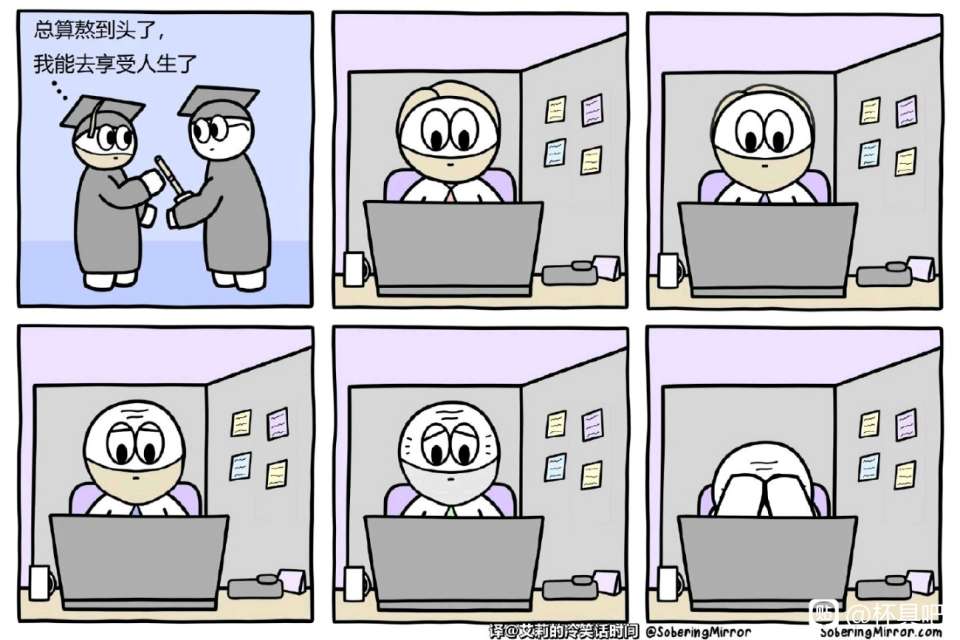 总算熬到头了，
我能去享受人生了
译@艾莉的冷笑话时间 @SoberingMirror
贴 @杯具吧
SoberingMirror.com